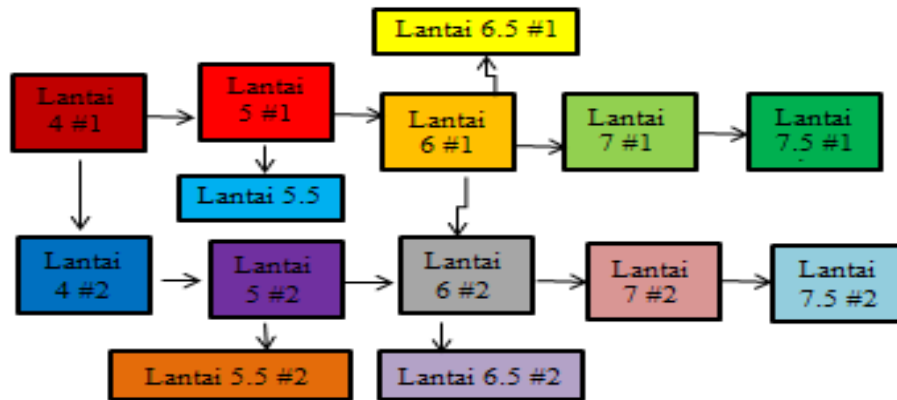 Lantai 6.5 #1
Lantai
4 #1
Lantai
5 #1
Lantai
6 #1
Lantai
7 #1
Lantai
7.5 #1
Lantai 5.5
Lantai
4 #2
Lantai
5 #2
Lantai
6 #2
Lantai
7 #2
Lantai
7.5 #2
Lantai 5.5 #2
Lantai 6.5 #2